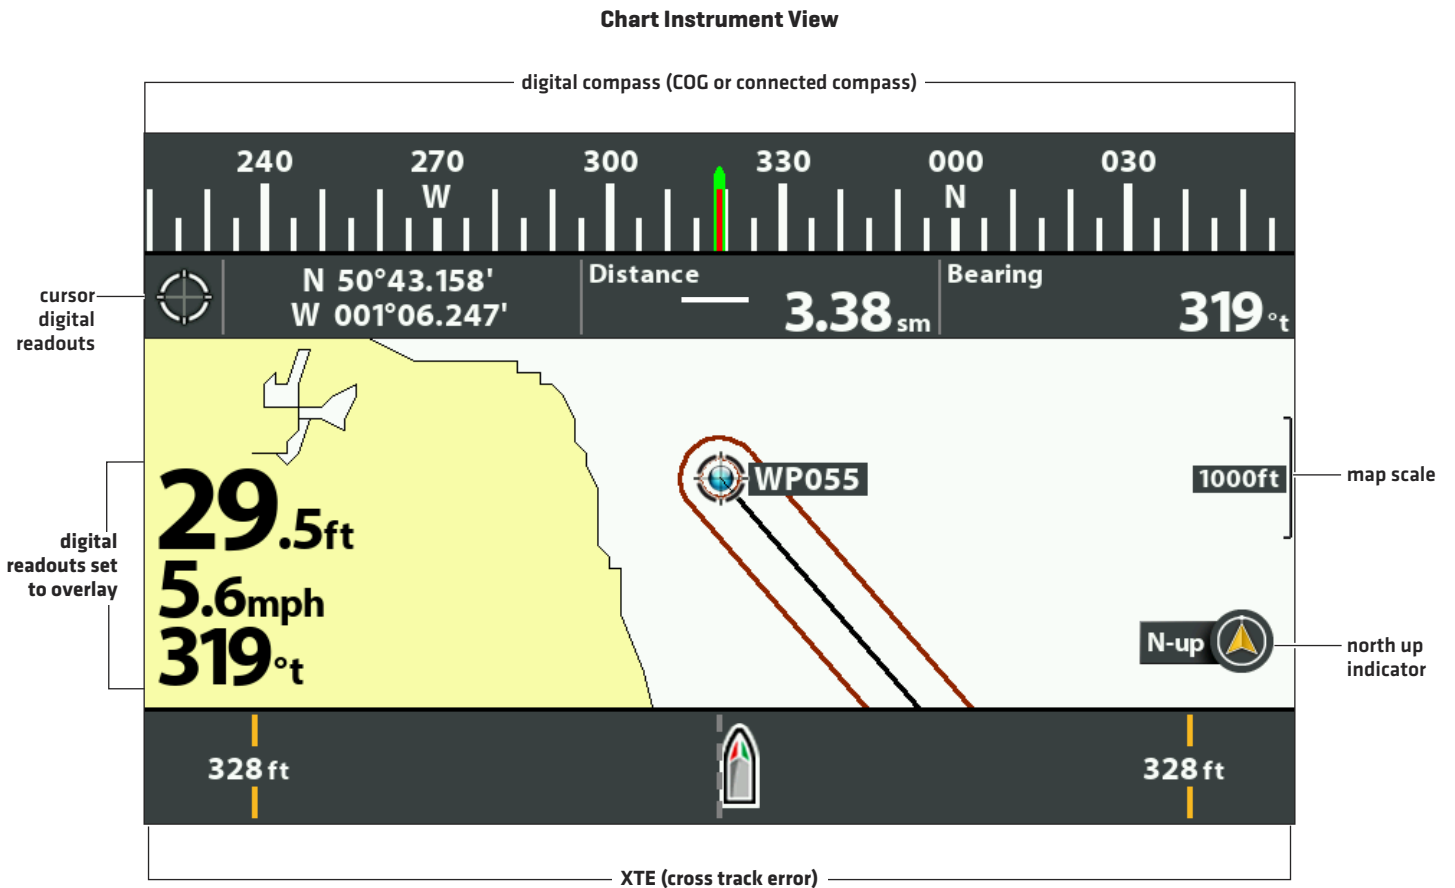 Chart Instrument View
digital compass (COG or connected compass)
240 270 300 330 000 030
W N
cursor
digital
readouts
N 50°43.158'
W 001°06.247'
Distance
3.38 sm
Bearing
319 °t
WP055
1000ft
map scale
digital
readouts set
to overlay
29.5ft
5.6mph
319°t
N-up
north up
indicator
328 ft 328 ft
XTE (cross track error)